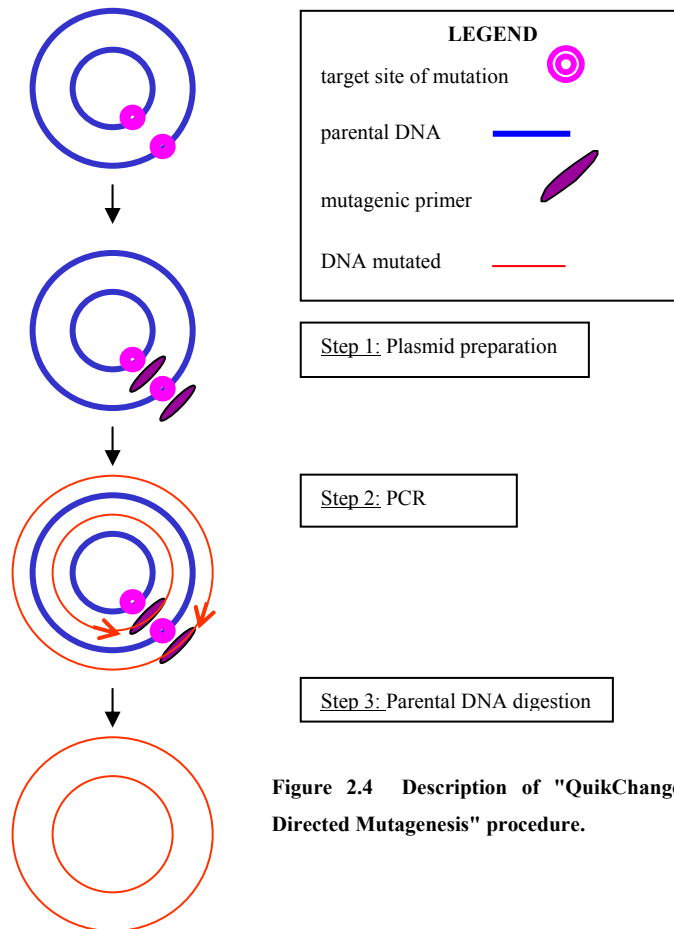 LEGEND
target site of mutation
parental DNA
mutagenic primer
DNA mutated
Step 1: Plasmid preparation
Step 2: PCR
Step 3: Parental DNA digestion
Figure 2.4 Description of "QuikChange
Directed Mutagenesis" procedure.